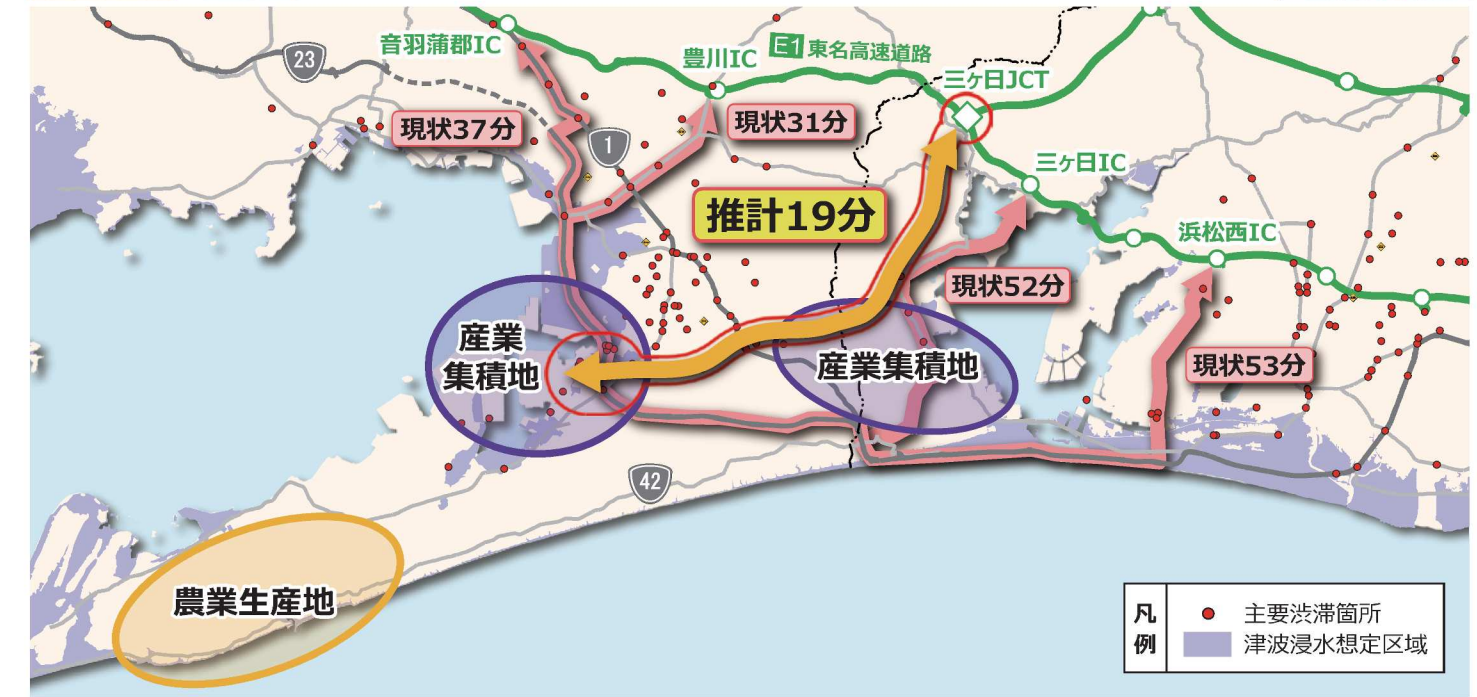 音羽蒲郡IC
23
豊川IC
E1 東名高速道路
三ヶ日JCT
現状37分
現状31分
1
三ヶ日IC
推計19分
浜松西IC
現状52分
産業
集積地
産業集積地
現状53分
42
農業生産地
凡例
主要渋滞箇所
津波浸水想定区域